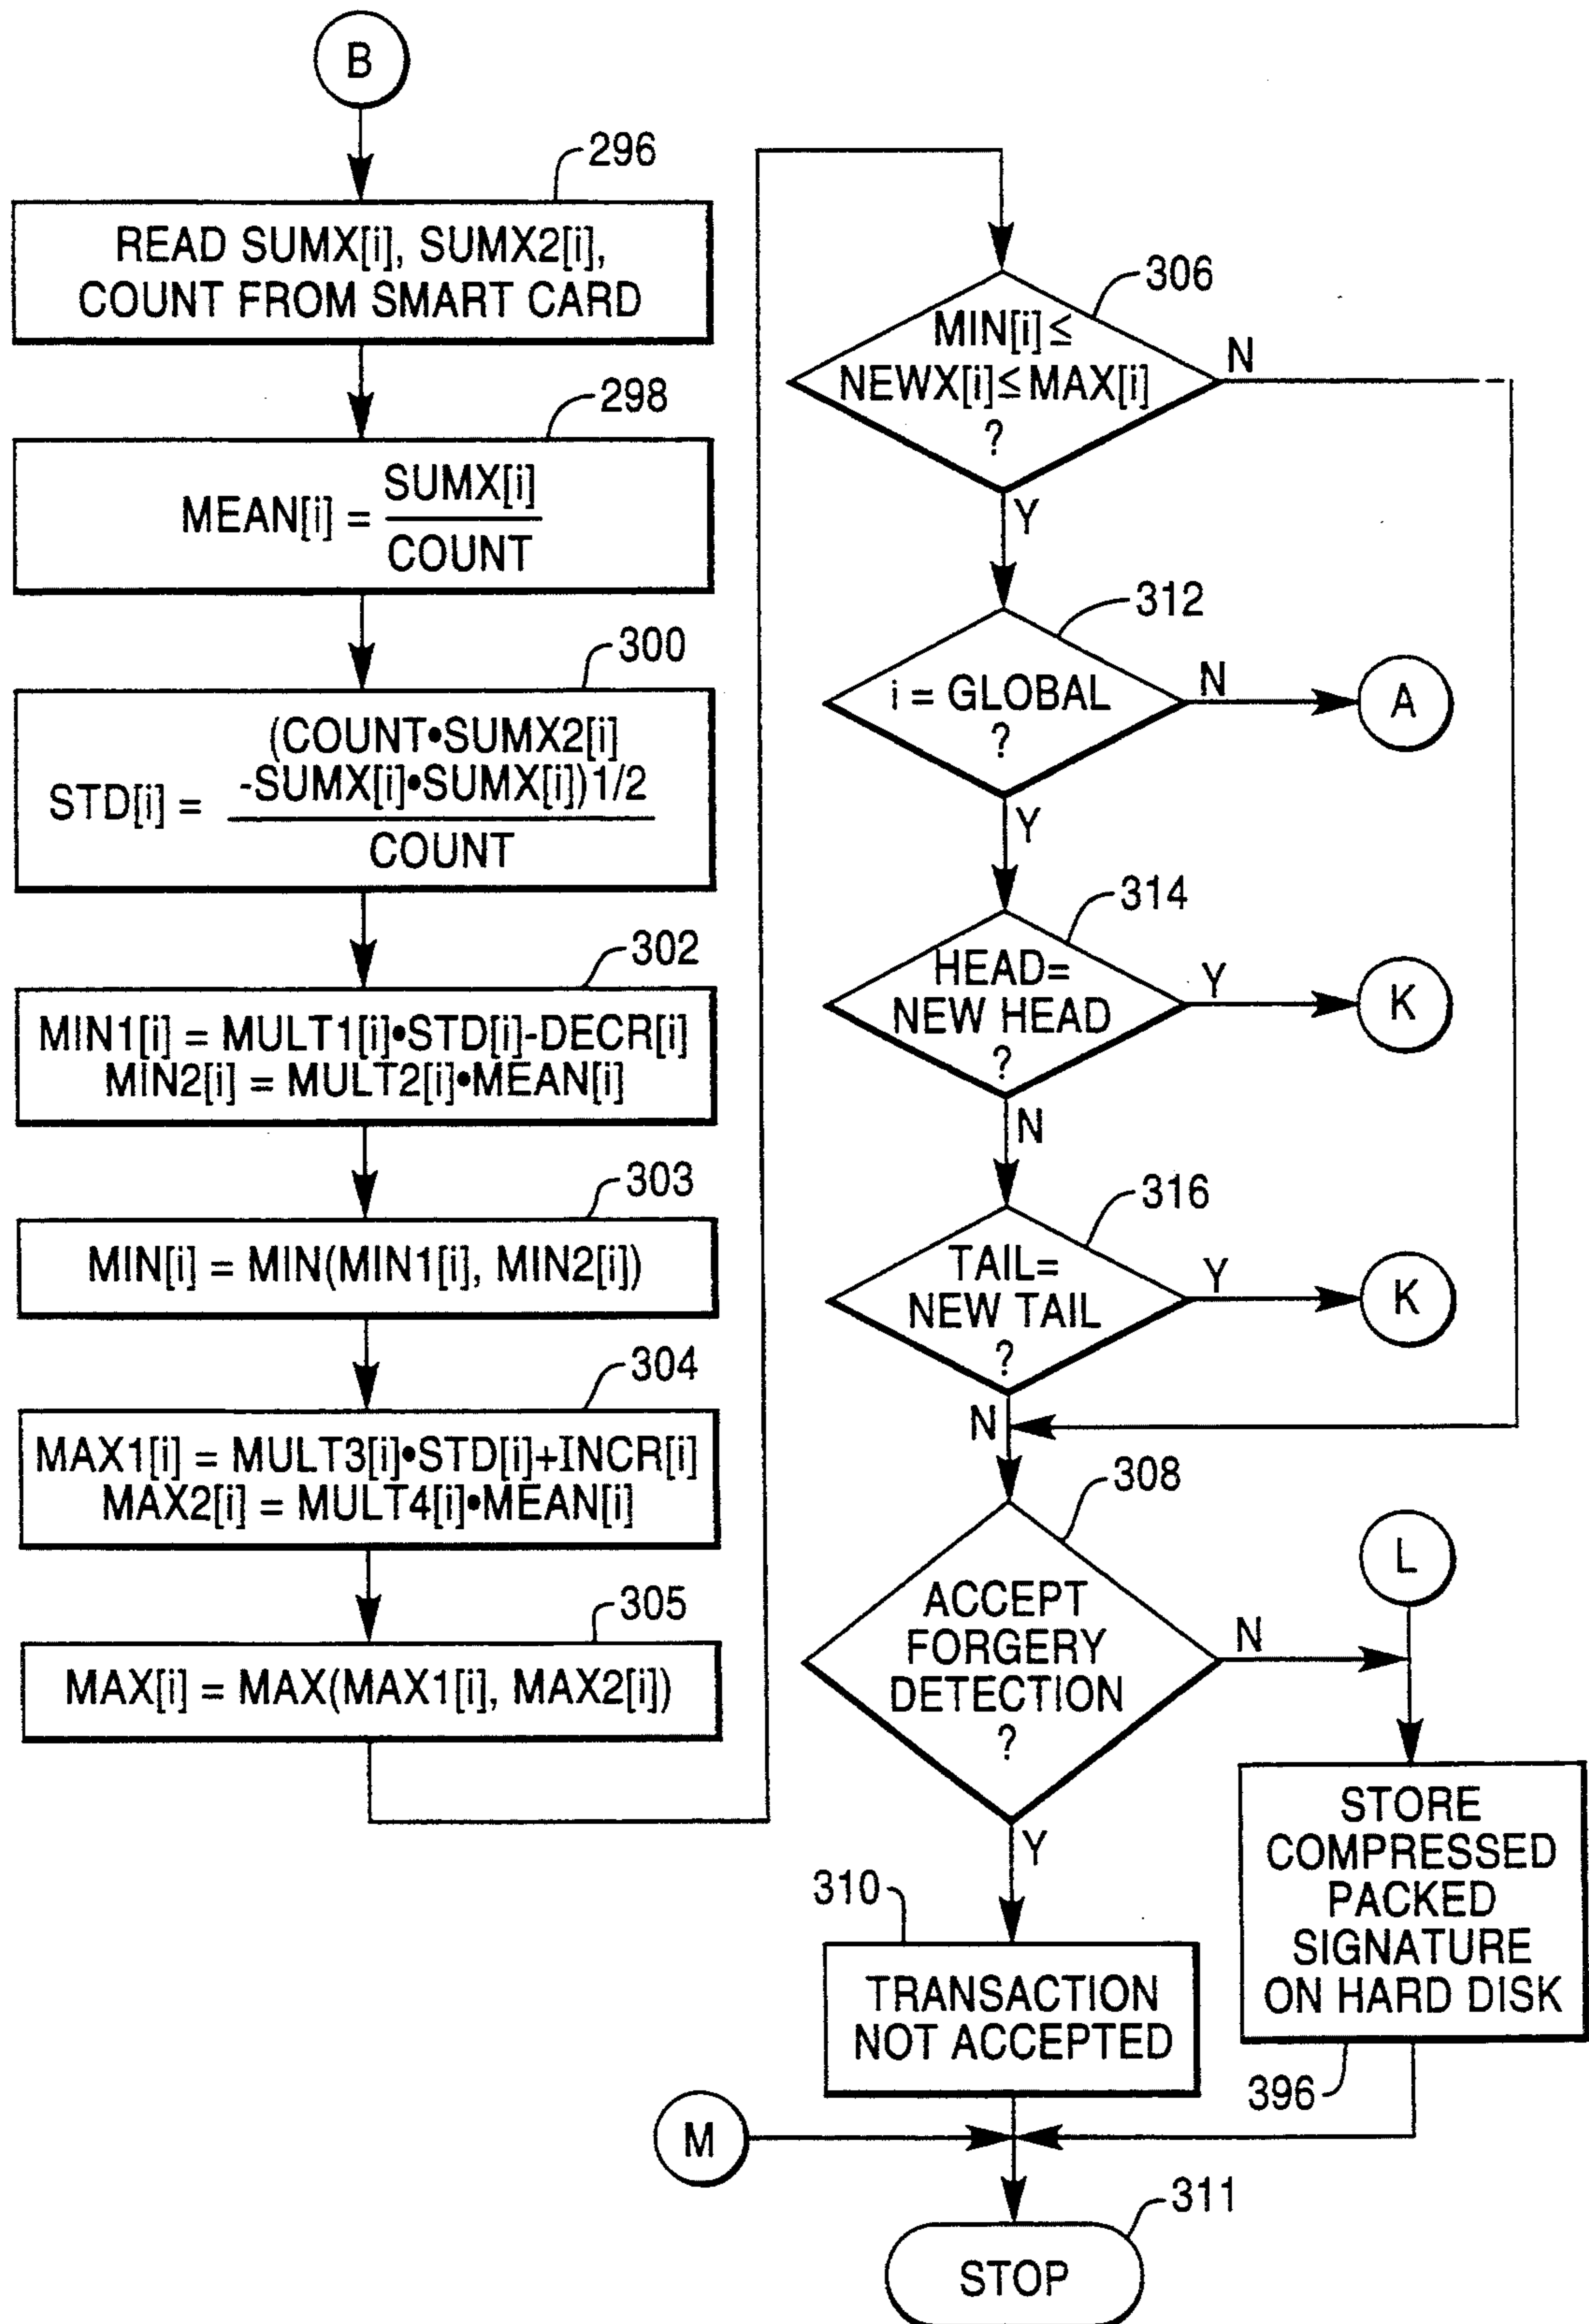 B
296
READ SUMX[i], SUMX2[i],
COUNT FROM SMART CARD
298
MEAN[i] = SUMX[i]
COUNT
300
(COUNT•SUMX2[i]
-SUMX[i]•SUMX[i])1/2
STD[i] =
COUNT
302
MIN1[i] = MULT1[i]•STD[i]-DECR[i]
MIN2[i] = MULT2[i]•MEAN[i]
303
MIN[i] = MIN(MIN1[i], MIN2[i])
304
MAX1[i] = MULT3[i]•STD[i]+INCR[i]
MAX2[i] = MULT4[i]•MEAN[i]
305
MAX[i] = MAX(MAX1[i], MAX2[i])
306
MIN[i] ≤
NEWX[i] ≤ MAX[i]
?
N
Y
312
i = GLOBAL
?
N
A
Y
314
HEAD=
NEW HEAD
?
Y
K
N
316
TAIL=
NEW TAIL
?
Y
K
N
308
ACCEPT
FORGERY
DETECTION
?
N
L
Y
STORE
COMPRESSED
PACKED
SIGNATURE
ON HARD DISK
396
310
TRANSACTION
NOT ACCEPTED
M
311
STOP